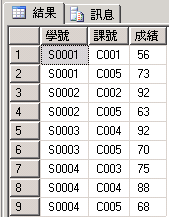 結果 訊息
學號 課號 成績
1 S0001 C001 56
2 S0001 C005 73
3 S0002 C002 92
4 S0002 C005 63
5 S0003 C004 92
6 S0003 C005 70
7 S0004 C003 75
8 S0004 C004 88
9 S0004 C005 68